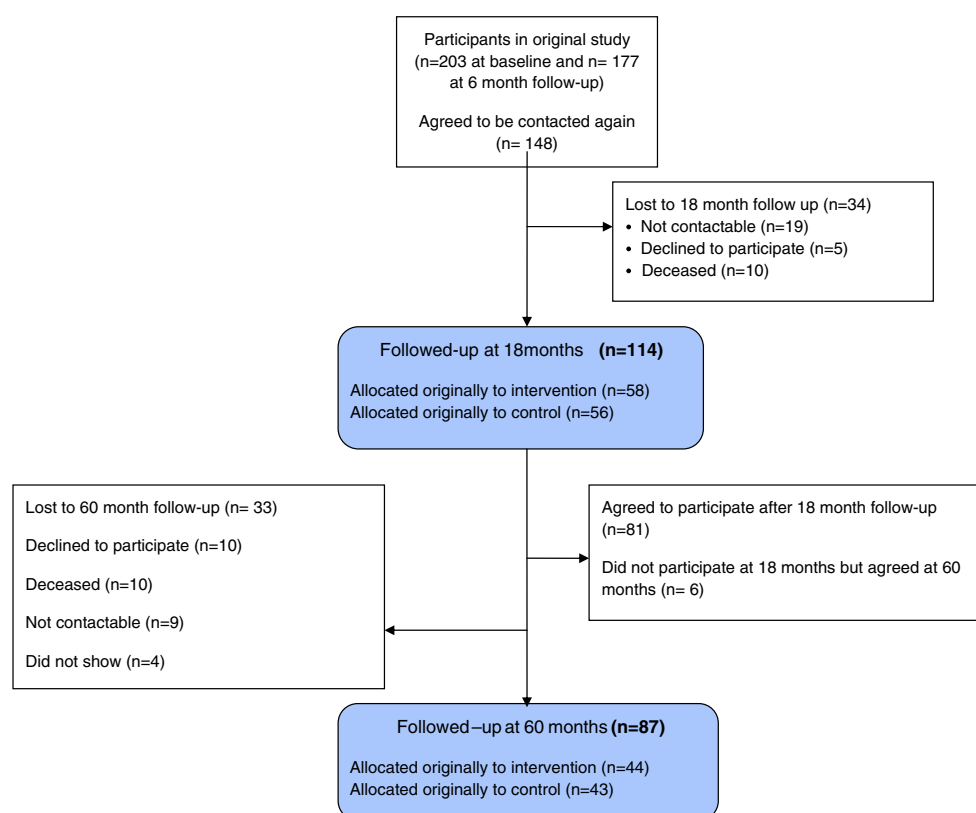 Participants in original study
(n=203 at baseline and n= 177
at 6 month follow-up)
Agreed to be contacted again
(n= 148)
Lost to 18 month follow up (n=34)
• Not contactable (n=19)
• Declined to participate (n=5)
• Deceased (n=10)
Followed-up at 18months (n=114)
Allocated originally to intervention (n=58)
Allocated originally to control (n=56)
Lost to 60 month follow-up (n= 33)
Declined to participate (n=10)
Deceased (n=10)
Not contactable (n=9)
Did not show (n=4)
Agreed to participate after 18 month follow-up
(n=81)
Did not participate at 18 months but agreed at 60
months (n= 6)
Followed–up at 60 months (n=87)
Allocated originally to intervention (n=44)
Allocated originally to control (n=43)